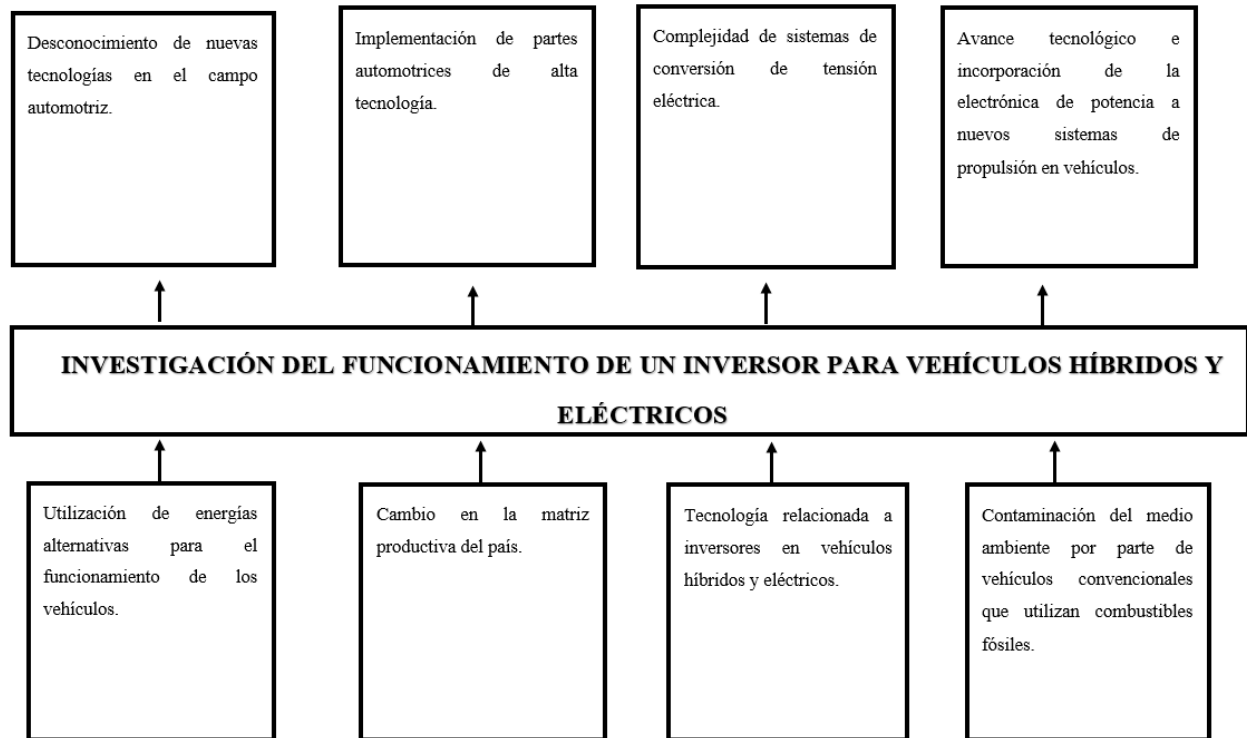 Desconocimiento de nuevas
tecnologías en el campo
automotriz.
Implementación de partes
automotrices de alta
tecnología.
Complejidad de sistemas de
conversión de tensión
eléctrica.
Avance tecnológico e
incorporación de la
electrónica de potencia a
nuevos sistemas de
propulsión en vehículos.
INVESTIGACIÓN DEL FUNCIONAMIENTO DE UN INVERSOR PARA VEHÍCULOS HÍBRIDOS Y
ELÉCTRICOS
Utilización de energías
alternativas para el
funcionamiento de los
vehículos.
Cambio en la matriz
productiva del país.
Tecnología relacionada a
inversores en vehículos
híbridos y eléctricos.
Contaminación del medio
ambiente por parte de
vehículos convencionales
que utilizan combustibles
fósiles.